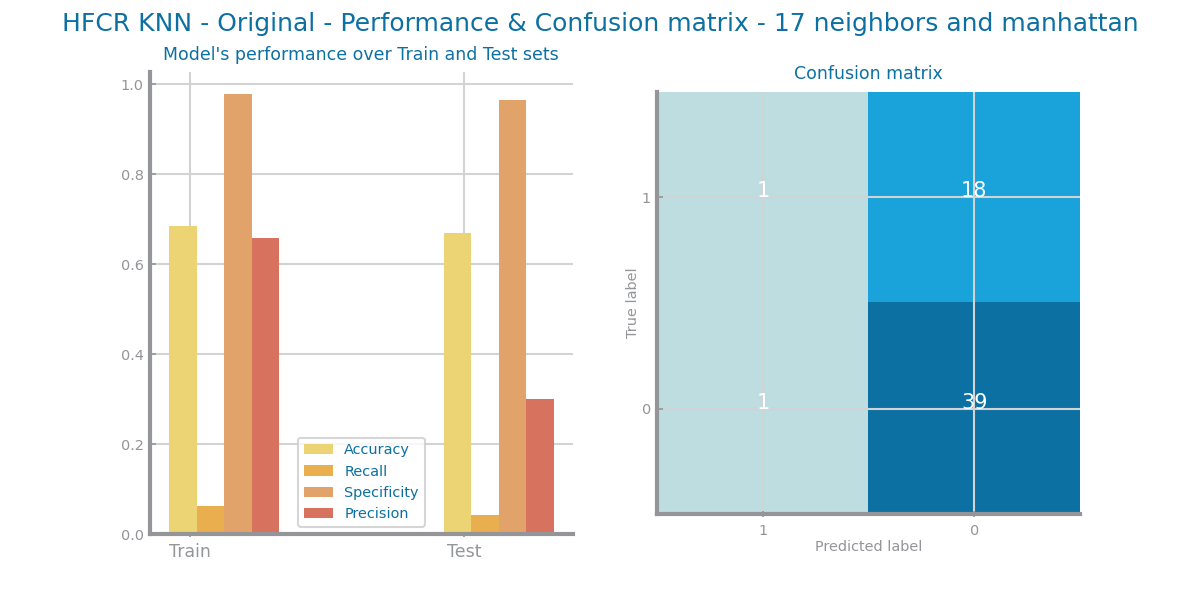 HFCR KNN - Original - Performance & Confusion matrix - 17 neighbors and manhattan
Model's performance over Train and Test sets
1.0
0.8
0.6
0.4
0.2
0.0
Train
Test
Accuracy
Recall
Specificity
Precision
Confusion matrix
True label
1
0
1
18
1
39
1
0
Predicted label